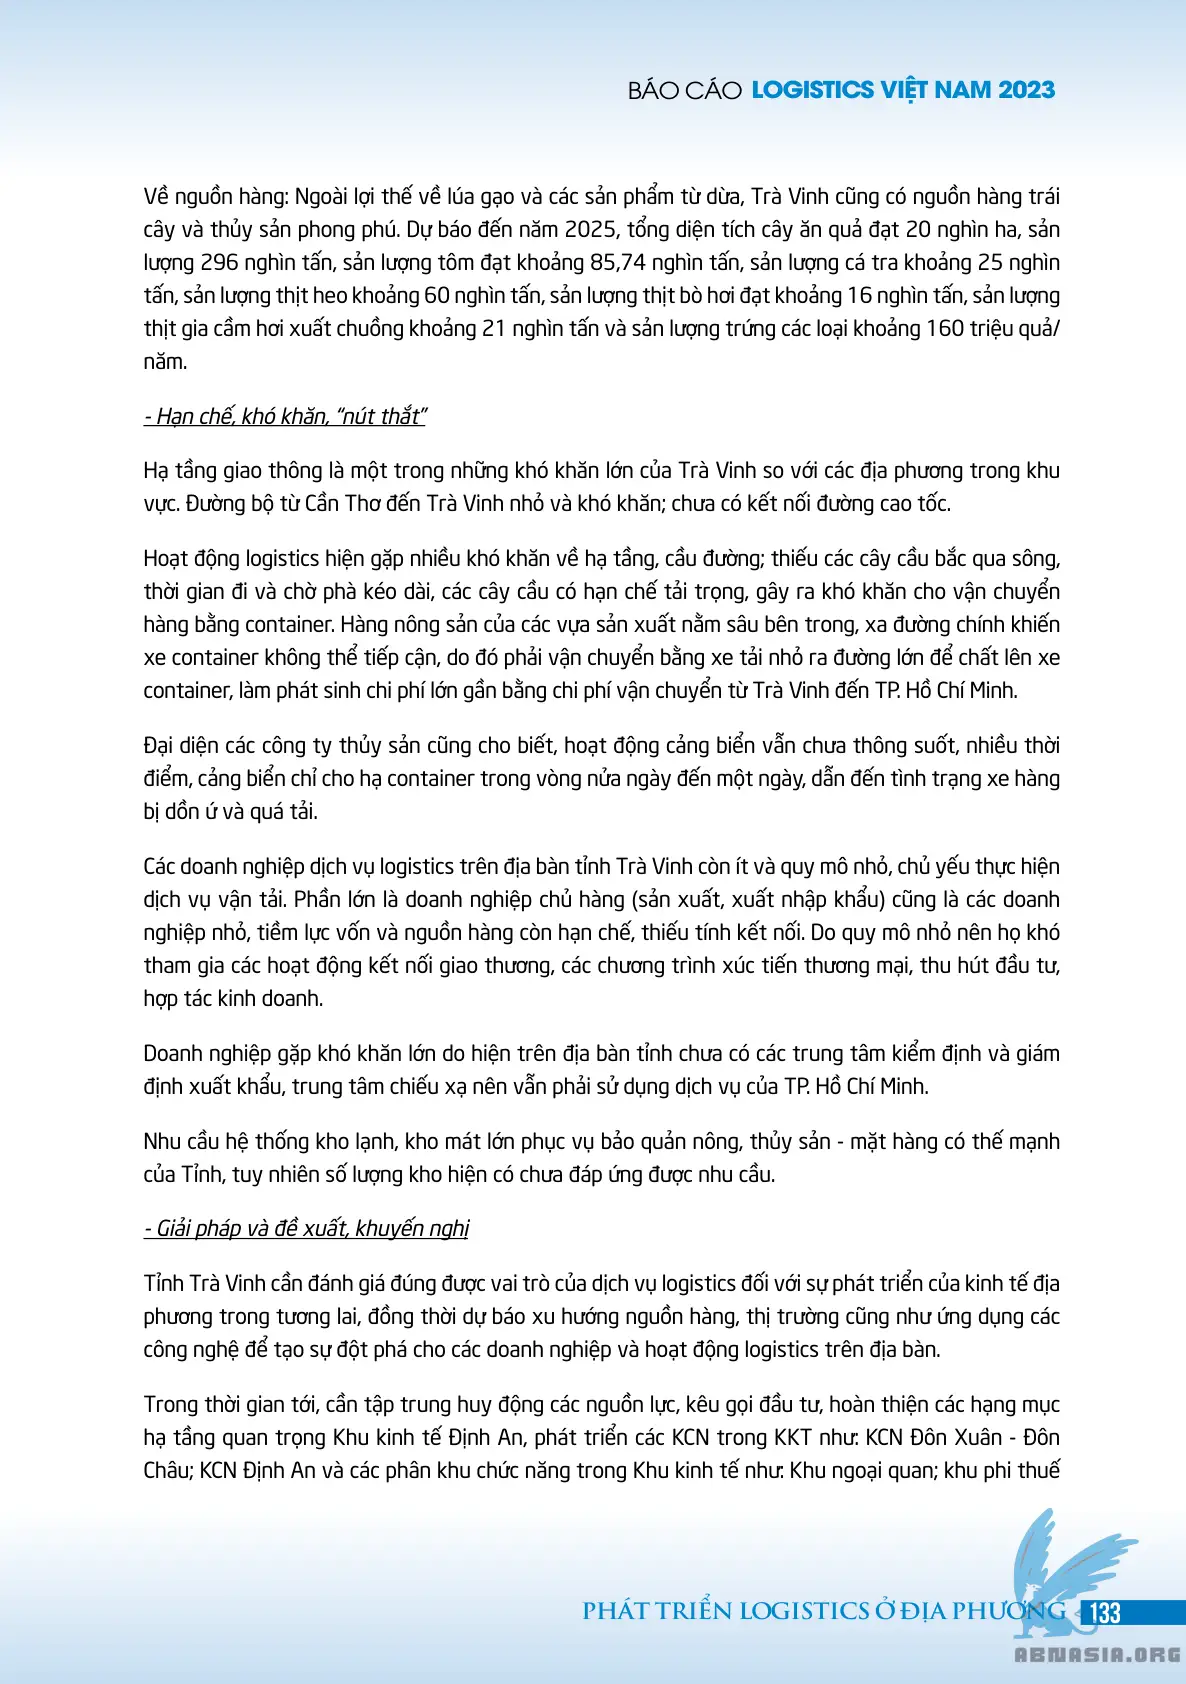 BÁO CÁO LOGISTICS VIỆT NAM 2023
Về nguồn hàng: Ngoài lợi thế về lúa gạo và các sản phẩm từ dừa, Trà Vinh cũng có nguồn hàng trái
cây và thủy sản phong phú. Dự báo đến năm 2025, tổng diện tích cây ăn quả đạt 20 nghìn ha, sản
lượng 296 nghìn tấn, sản lượng tôm đạt khoảng 85,74 nghìn tấn, sản lượng cá tra khoảng 25 nghìn
tấn, sản lượng thịt heo khoảng 60 nghìn tấn, sản lượng thịt bò hơi đạt khoảng 16 nghìn tấn, sản lượng
thịt gia cầm hơi xuất chuồng khoảng 21 nghìn tấn và sản lượng trứng các loại khoảng 160 triệu quả/
năm.
- Hạn chế, khó khăn, “nút thắt”
Hạ tầng giao thông là một trong những khó khăn lớn của Trà Vinh so với các địa phương trong khu
vực. Đường bộ từ Cần Thơ đến Trà Vinh nhỏ và khó khăn; chưa có kết nối đường cao tốc.
Hoạt động logistics hiện gặp nhiều khó khăn về hạ tầng, cầu đường; thiếu các cây cầu bắc qua sông,
thời gian đi và chờ phà kéo dài, các cây cầu có hạn chế tải trọng, gây ra khó khăn cho vận chuyển
hàng bằng container. Hàng nông sản của các vựa sản xuất nằm sâu bên trong, xa đường chính khiến
xe container không thể tiếp cận, do đó phải vận chuyển bằng xe tải nhỏ ra đường lớn để chất lên xe
container, làm phát sinh chi phí lớn gần bằng chi phí vận chuyển từ Trà Vinh đến TP. Hồ Chí Minh.
Đại diện các công ty thủy sản cũng cho biết, hoạt động cảng biển vẫn chưa thông suốt, nhiều thời
điểm, cảng biển chỉ cho hạ container trong vòng nửa ngày đến một ngày, dẫn đến tình trạng xe hàng
bị dồn ứ và quá tải.
Các doanh nghiệp dịch vụ logistics trên địa bàn tỉnh Trà Vinh còn ít và quy mô nhỏ, chủ yếu thực hiện
dịch vụ vận tải. Phần lớn là doanh nghiệp chủ hàng (sản xuất, xuất nhập khẩu) cũng là các doanh
nghiệp nhỏ, tiềm lực vốn và nguồn hàng còn hạn chế, thiếu tính kết nối. Do quy mô nhỏ nên họ khó
tham gia các hoạt động kết nối giao thương, các chương trình xúc tiến thương mại, thu hút đầu tư,
hợp tác kinh doanh.
Doanh nghiệp gặp khó khăn lớn do hiện trên địa bàn tỉnh chưa có các trung tâm kiểm định và giám
định xuất khẩu, trung tâm chiếu xạ nên vẫn phải sử dụng dịch vụ của TP. Hồ Chí Minh.
Nhu cầu hệ thống kho lạnh, kho mát lớn phục vụ bảo quản nông, thủy sản - mặt hàng có thế mạnh
của Tỉnh, tuy nhiên số lượng kho hiện có chưa đáp ứng được nhu cầu.
- Giải pháp và đề xuất, khuyến nghị
Tỉnh Trà Vinh cần đánh giá đúng được vai trò của dịch vụ logistics đối với sự phát triển của kinh tế địa
phương trong tương lai, đồng thời dự báo xu hướng nguồn hàng, thị trường cũng như ứng dụng các
công nghệ để tạo sự đột phá cho các doanh nghiệp và hoạt động logistics trên địa bàn.
Trong thời gian tới, cần tập trung huy động các nguồn lực, kêu gọi đầu tư, hoàn thiện các hạng mục
hạ tầng quan trọng Khu kinh tế Định An, phát triển các KCN trong KKT như: KCN Đôn Xuân - Đôn
Châu; KCN Định An và các phân khu chức năng trong Khu kinh tế như: Khu ngoại quan; khu phi thuế
PHÁT TRIỂN LOGISTICS Ở ĐỊA PHƯƠNG 133
ABMASIA.ORG